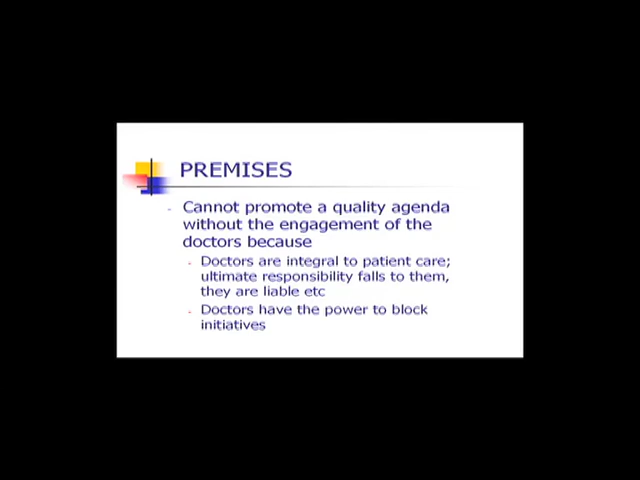 PREMISES
Cannot promote a quality agenda
without the engagement of the
doctors because
Doctors are integral to patient care;
ultimate responsibility falls to them,
they are liable etc
Doctors have the power to block
initiatives